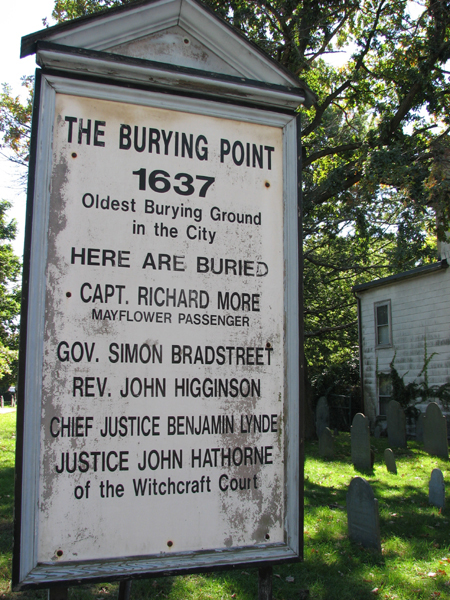 THE BURYING POINT
1637
Oldest Burying Ground
in the City
HERE ARE BURIED
CAPT. RICHARD MORE
MAYFLOWER PASSENGER
GOV. SIMON BRADSTREET
REV. JOHN HIGGINSON
CHIEF JUSTICE BENJAMIN LYNDE
JUSTICE JOHN HATHORNE
of the Witchcraft Court